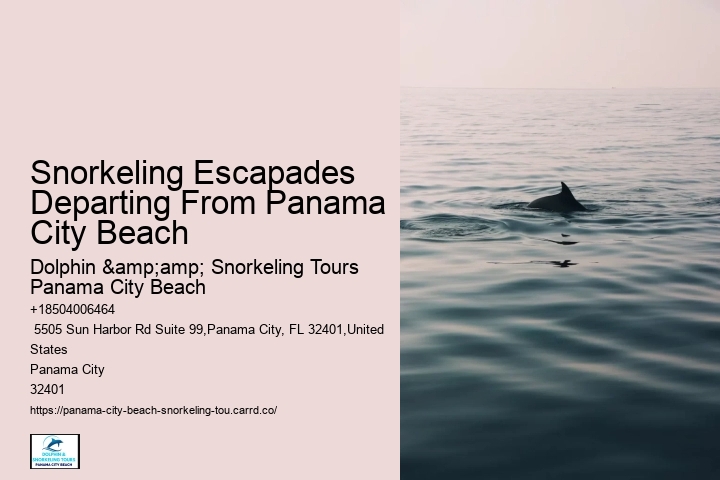 Snorkeling Escapades
Departing From Panama
City Beach
Dolphin &amp;amp; Snorkeling Tours
Panama City Beach
+18504006464
5505 Sun Harbor Rd Suite 99,Panama City, FL 32401,United
States
Panama City
32401
https://panama-city-beach-snorkeling-tou.carrd.co/
DOLPHIN &
SNORKELING TOURS
PANAMA CITY BEACH